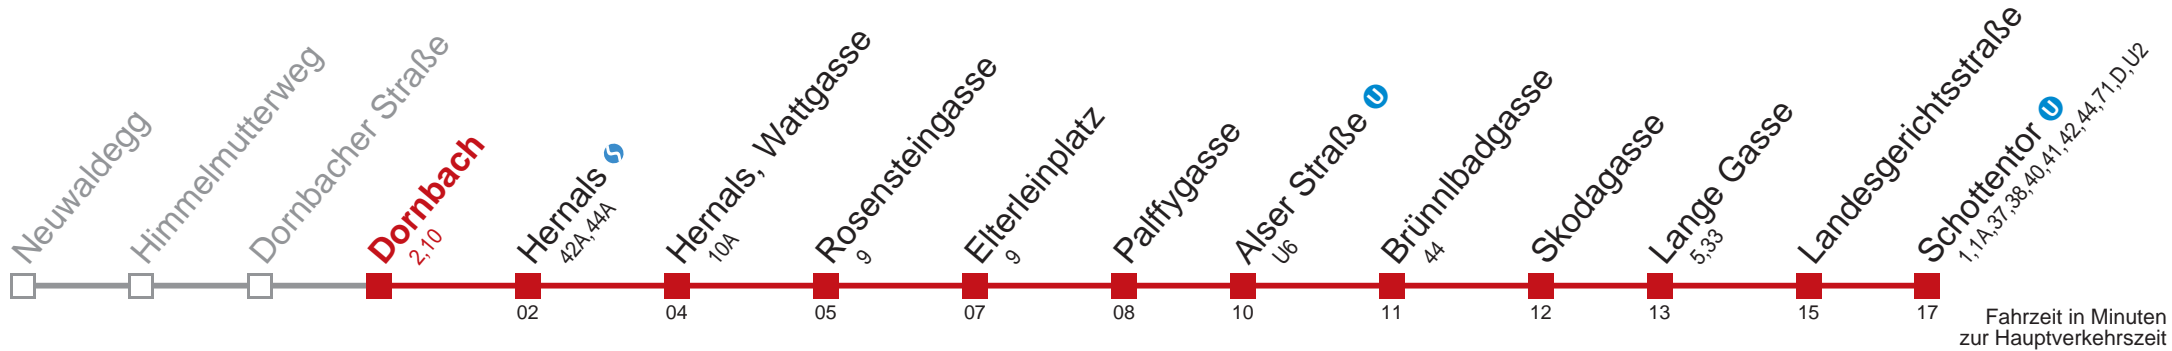 Neuwaldegg
Himmelmutterweg
Dornbacher Straße
Dornbach
2,10
Hernals S
42A,44A
02
Hernals, Wattgasse
10A
04
Rosensteingasse
9
05
Elterleinplatz
9
07
Palffygasse
08
Alser Straße U
U6
10
Brünnlbadgasse
44
11
Skodagasse
12
Lange Gasse
5,33
13
Landesgerichtsstraße
15
Schottentor U
1,1A,37,38,40,41,42,44,71,D,U2
17
Fahrzeit in Minuten
zur Hauptverkehrszeit